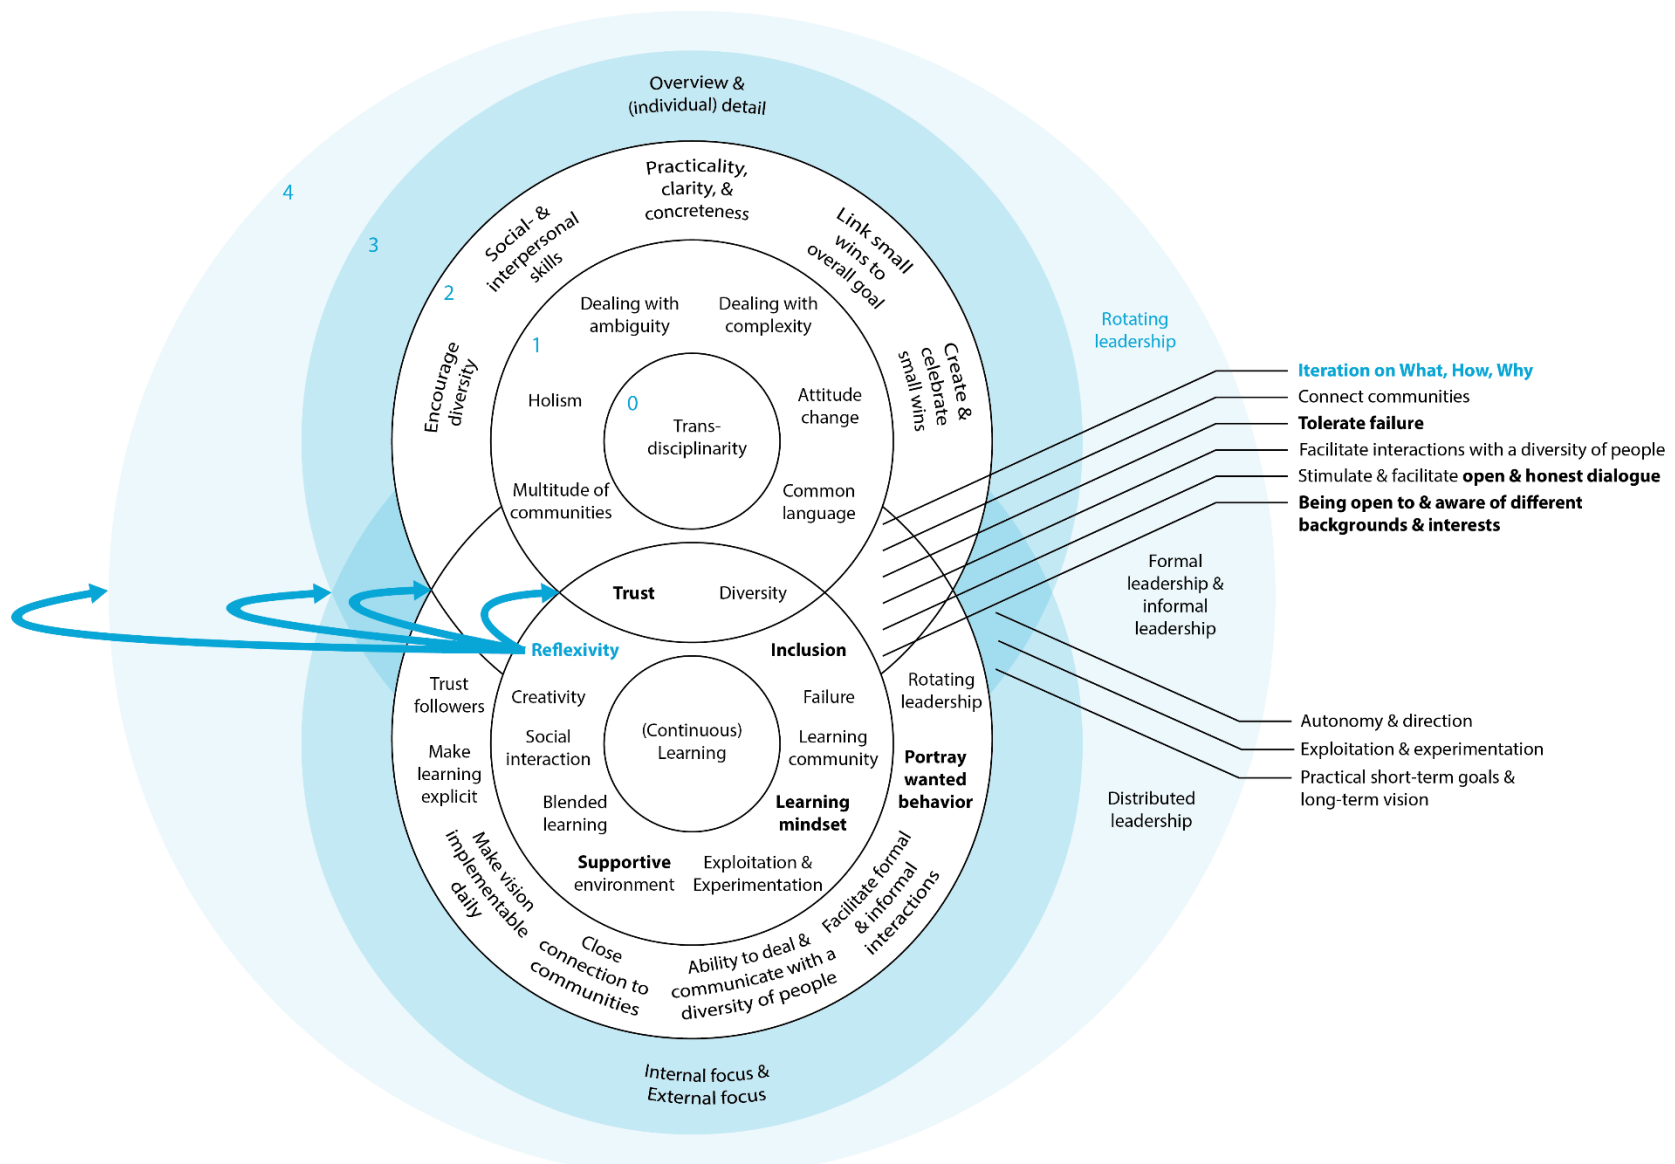 Overview &
(individual) detail
Practicality,
clarity, &
concreteness
4
3
2
1
0
Social- &
interpersonal
skills
Link small
wins to
overall goal
Encourage
diversity
Create &
celebrate
small wins
Dealing with
ambiguity
Dealing with
complexity
Holism
Attitude
change
Trans-
disciplinarity
Multitude of
communities
Common
language
Trust
Diversity
Rotating
leadership
Iteration on What, How, Why
Connect communities
Tolerate failure
Facilitate interactions with a diversity of people
Stimulate & facilitate open & honest dialogue
Being open to & aware of different
backgrounds & interests
Formal
leadership &
informal
leadership
Reflexivity
Inclusion
Trust
followers
Creativity
Failure
Rotating
leadership
(Continuous)
Learning
Social
interaction
Learning
community
Make
learning
explicit
Portray
wanted
behavior
Blended
learning
Learning
mindset
Supportive
environment
Exploitation &
Experimentation
Autonomy & direction
Exploitation & experimentation
Practical short-term goals &
long-term vision
Distributed
leadership
Make vision
implementable
daily
Close
connection to
communities
Ability to deal &
communicate with a
diversity of people
Facilitate formal
& informal
interactions
Internal focus &
External focus